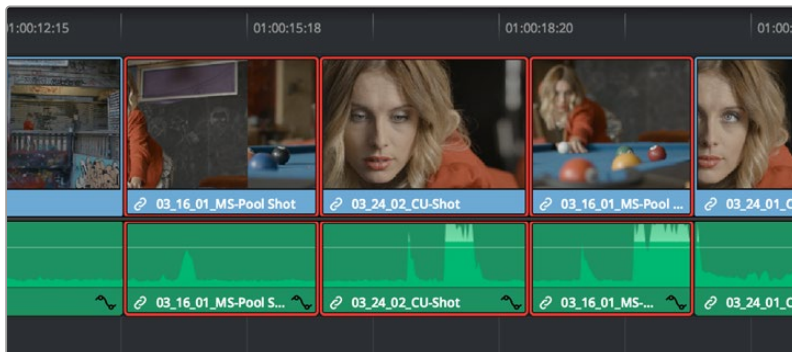 01:00:12:15
01:00:15:18
01:00:18:20
01:00:
03_16_01_MS-Pool Shot
03_24_02_CU-Shot
03_16_01_MS-Pool ...
03_24_01_C
03_16_01_MS-Pool S...
03_24_02_CU-Shot
03_16_01_MS-...
03_24_01_C